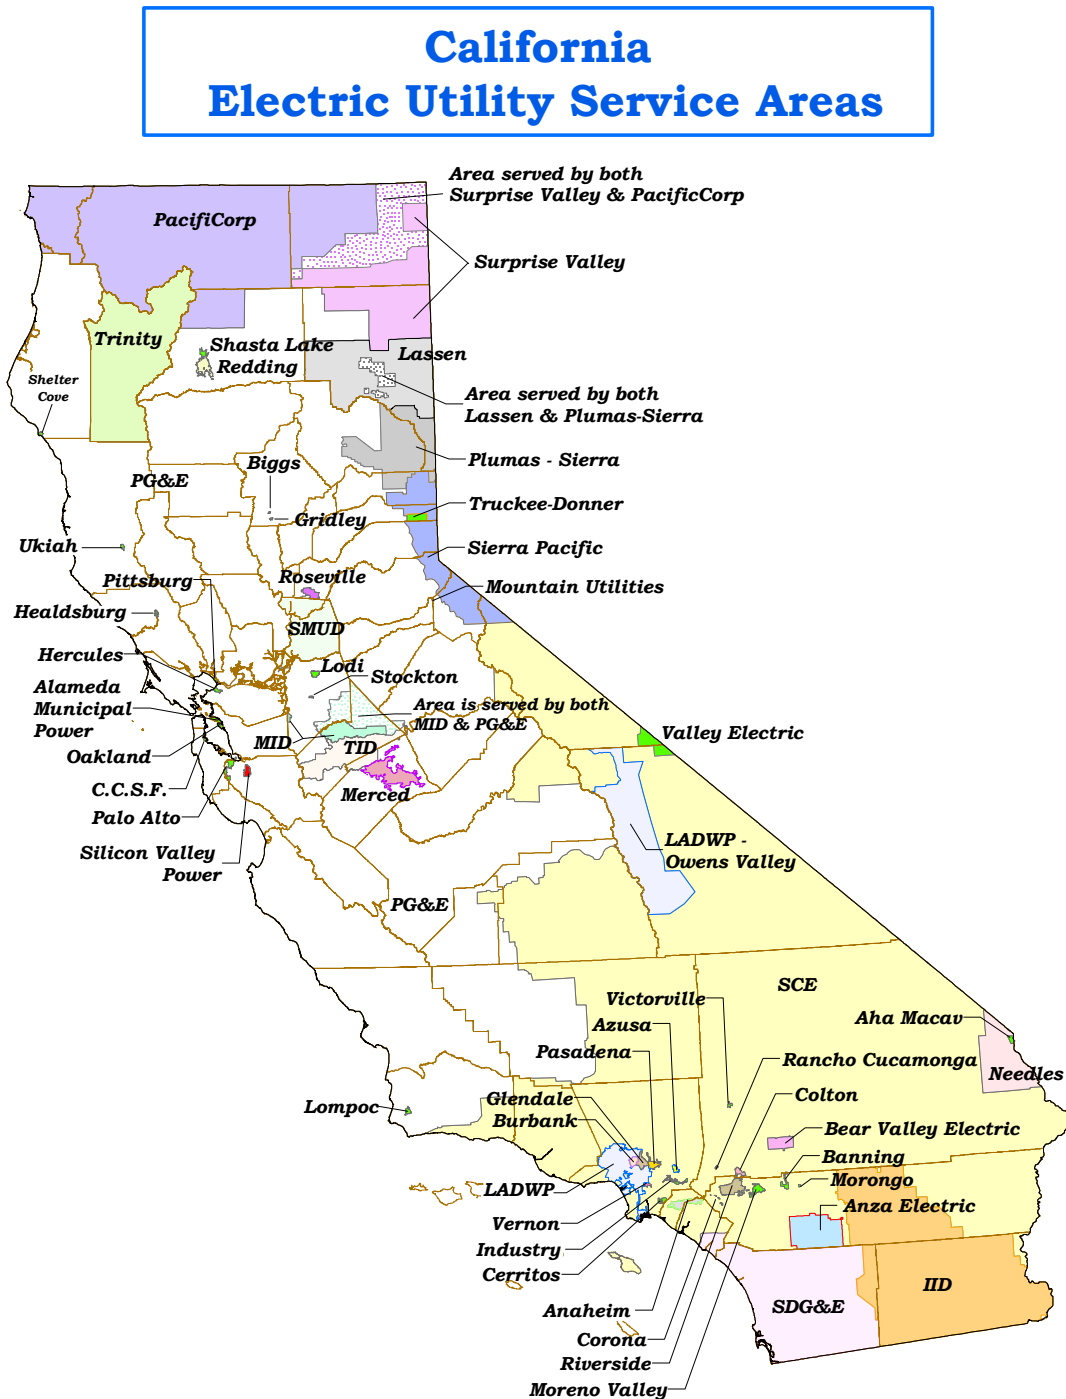 California
Electric Utility Service Areas
Area served by both
Surprise Valley & PacificCorp
PacifiCorp
Surprise Valley
Trinity
Shasta Lake
Redding
Lassen
Shelter
Cove
Area served by both
Lassen & Plumas-Sierra
Plumas - Sierra
Biggs
PG&E
Truckee-Donner
Gridley
Ukiah
Sierra Pacific
Pittsburg
Roseville
Mountain Utilities
Healdsburg
SMUD
Hercules
Lodi
Stockton
Alameda
Municipal
Power
Area is served by both
MID & PG&E
MID
TID
Valley Electric
Oakland
C.C.S.F.
Merced
Palo Alto
LADWP -
Owens Valley
Silicon Valley
Power
PG&E
SCE
Victorville
Azusa
Aha Macav
Pasadena
Rancho Cucamonga
Needles
Glendale
Colton
Lompoc
Burbank
Bear Valley Electric
Banning
Morongo
LADWP
Anza Electric
Vernon
Industry
Cerritos
SDG&E
IID
Anaheim
Corona
Riverside
Moreno Valley